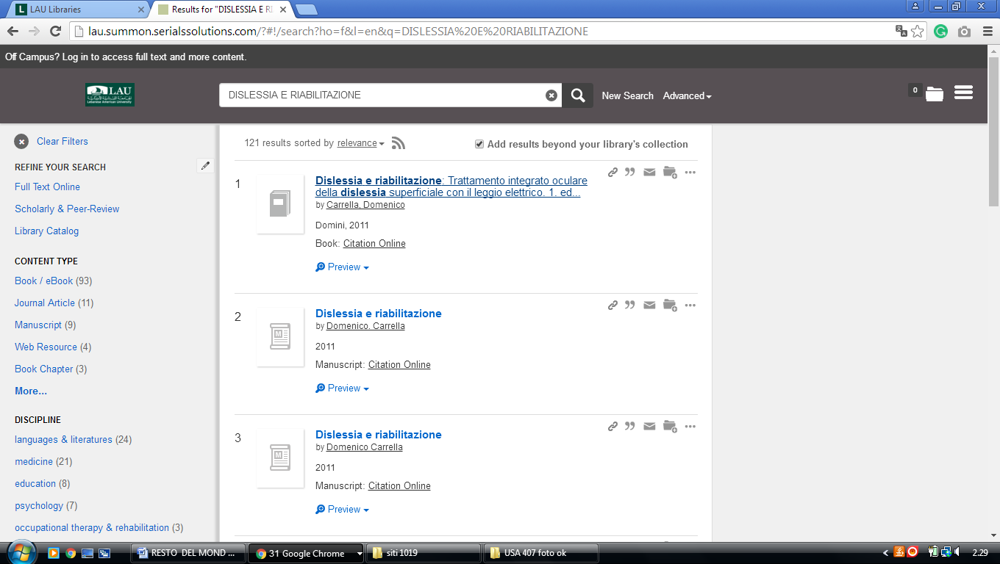 LAU Libraries
Results for "DISLESSIA E RI
lau.summon.serialssolutions.com/?#!/search?ho=f&l=en&q=DISLESSIA%20E%20RIABILITAZIONE
Off Campus? Log in to access full text and more content.
LAU
Lebanese American University
DISLESSIA E RIABILITAZIONE
New Search
Advanced
0
Clear Filters
REFINE YOUR SEARCH
Full Text Online
Scholarly & Peer-Review
Library Catalog
CONTENT TYPE
Book / eBook (93)
Journal Article (11)
Manuscript (9)
Web Resource (4)
Book Chapter (3)
More...
DISCIPLINE
languages & literatures (24)
medicine (21)
education (8)
psychology (7)
occupational therapy & rehabilitation (3)
121 results sorted by relevance
Add results beyond your library's collection
1
Dislessia e riabilitazione: Trattamento integrato oculare
della dislessia superficiale con il leggio elettrico. 1. ed...
by Carrella, Domenico
Domini, 2011
Book: Citation Online
Preview
2
Dislessia e riabilitazione
by Domenico. Carrella
2011
Manuscript: Citation Online
Preview
3
Dislessia e riabilitazione
by Domenico Carrella
2011
Manuscript: Citation Online
Preview
RESTO DEL MOND ...
31 Google Chrome
siti 1019
USA 407 foto ok
2.29